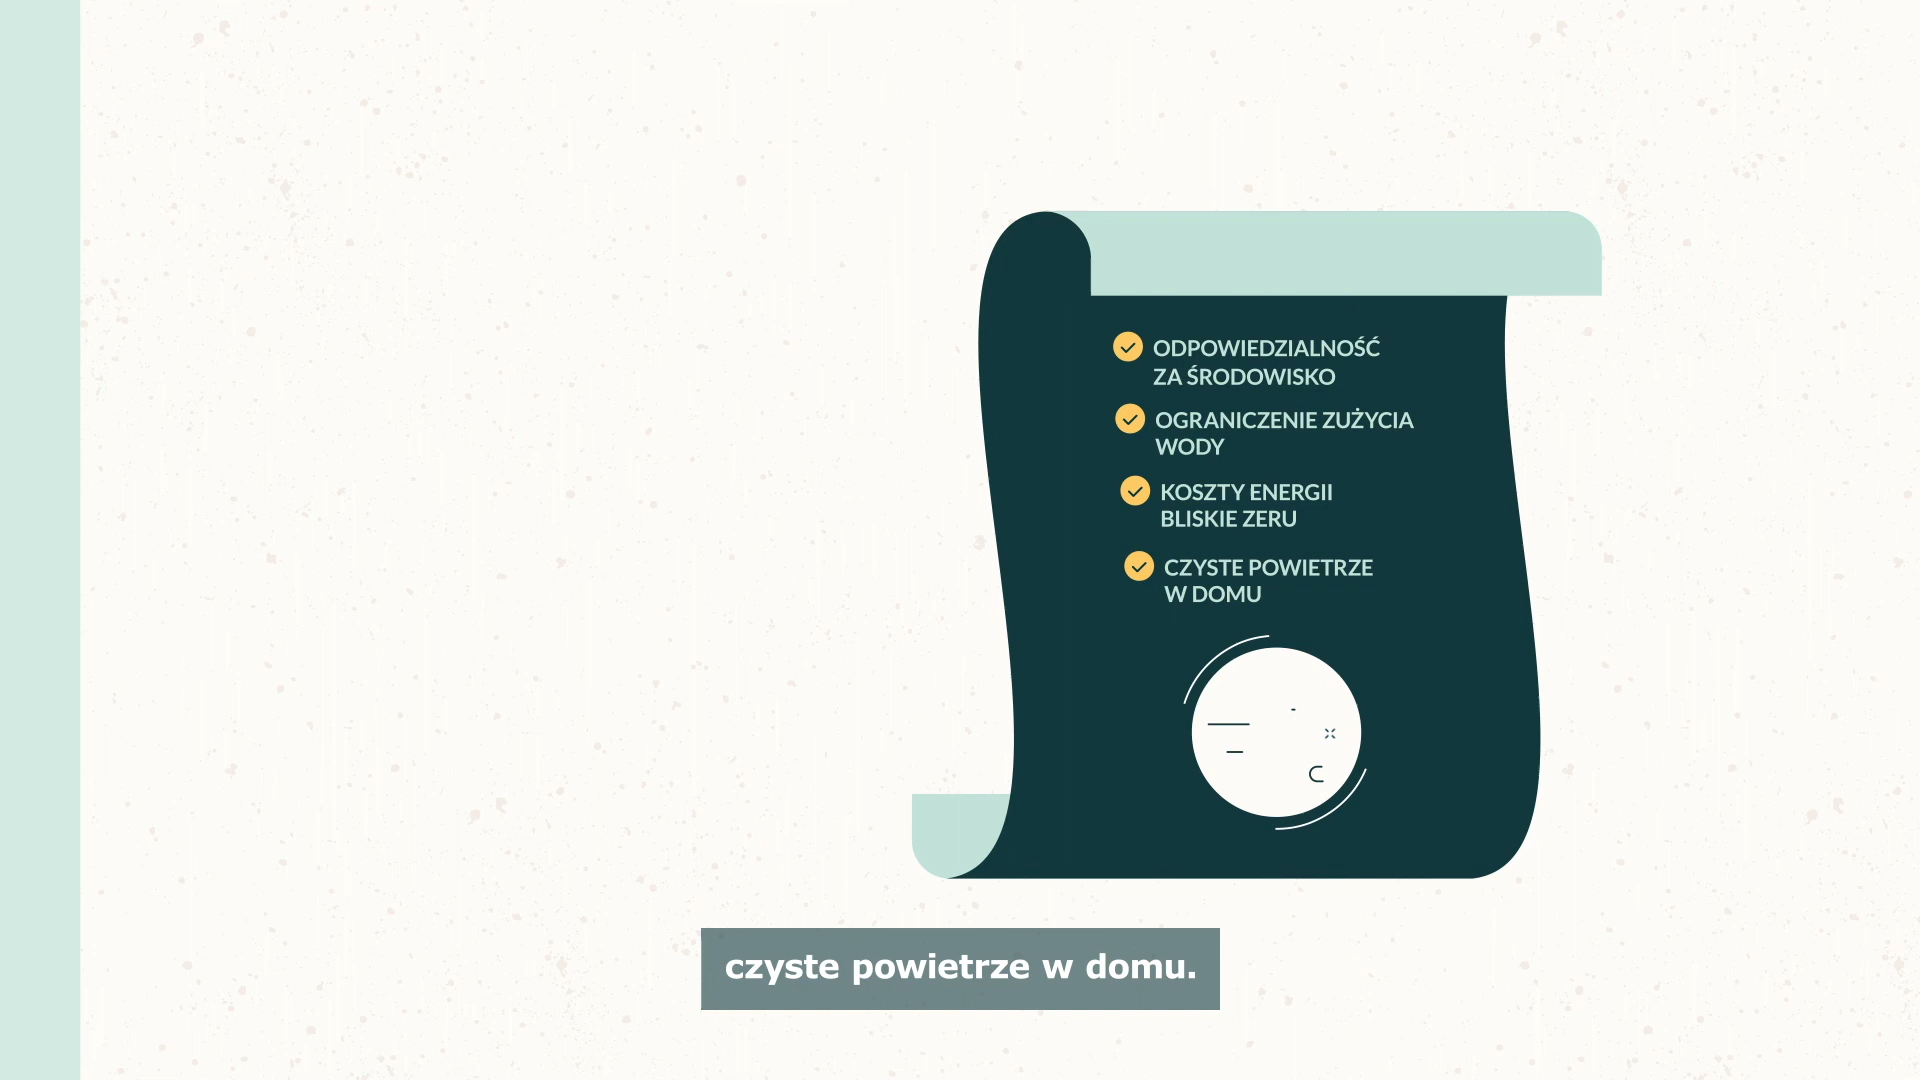 ODPOWIEDZIALNOŚĆ
ZA ŚRODOWISKO
OGRANICZENIE ZUŻYCIA
WODY
KOSZTY ENERGII
BLISKIE ZERU
CZYSTE POWIETRZE
W DOMU
czyste powietrze w domu.